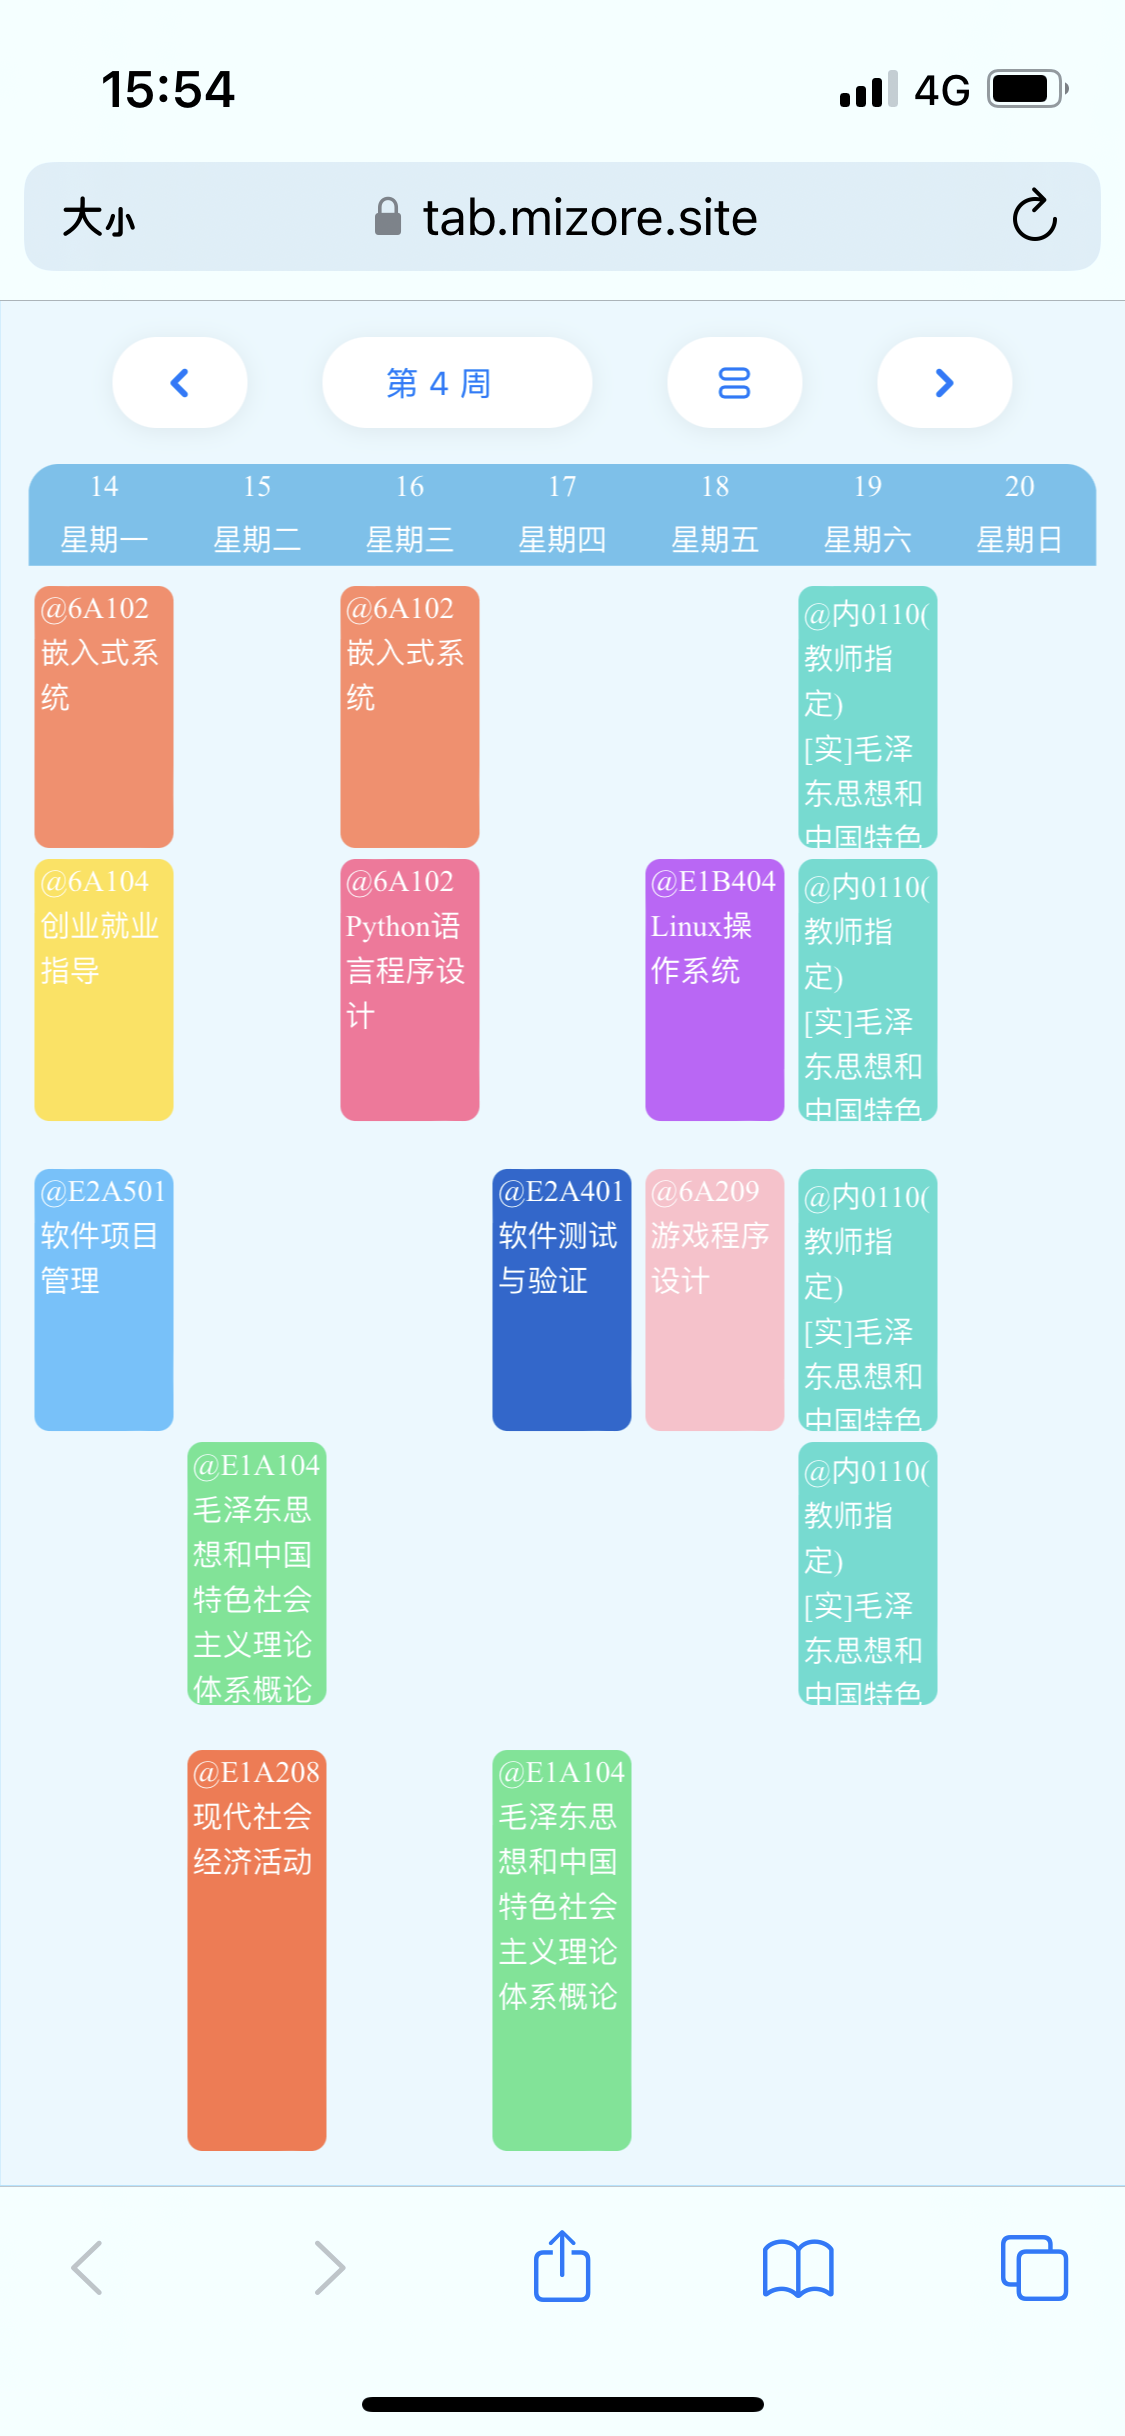 15:54
4G
大小
tab.mizore.site
第 4 周
14 15 16 17 18 19 20
星期一 星期二 星期三 星期四 星期五 星期六 星期日
@6A102
嵌入式系
统
@6A102
嵌入式系
统
@内0110(
教师指
定)
[实]毛泽
东思想和
中国特色
@6A104
创业就业
指导
@6A102
Python语
言程序设
计
@E1B404
Linux操
作系统
@内0110(
教师指
定)
[实]毛泽
东思想和
中国特色
@E2A501
软件项目
管理
@E2A401
软件测试
与验证
@6A209
游戏程序
设计
@内0110(
教师指
定)
[实]毛泽
东思想和
中国特色
@E1A104
毛泽东思
想和中国
特色社会
主义理论
体系概论
@内0110(
教师指
定)
[实]毛泽
东思想和
中国特色
@E1A208
现代社会
经济活动
@E1A104
毛泽东思
想和中国
特色社会
主义理论
体系概论